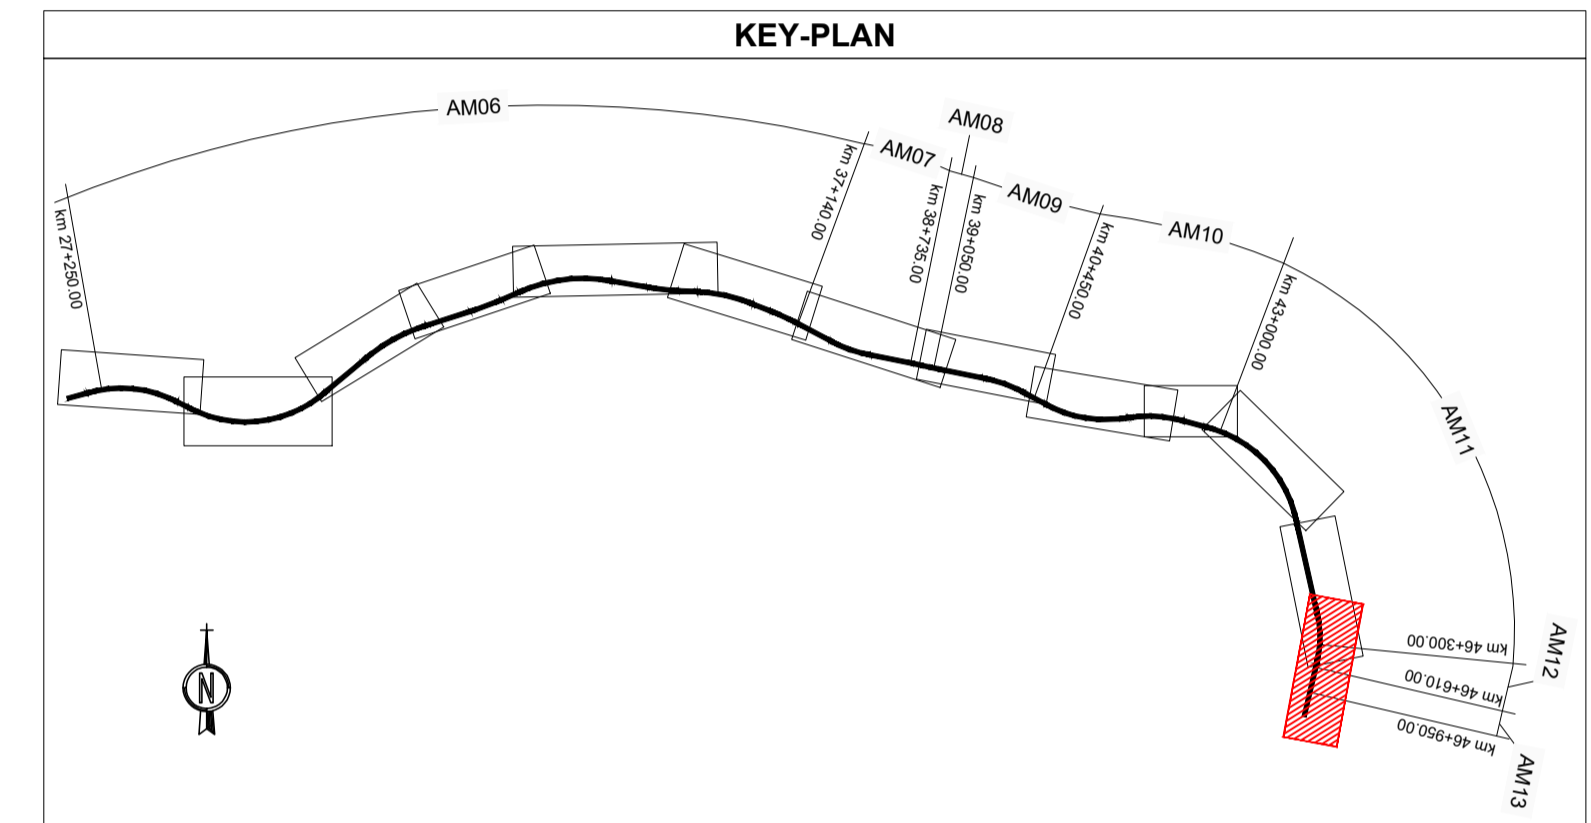 KEY-PLAN
AM06
AM08
AM07
AM09
AM10
km 27+250.00
km 37+140.00
km 38+735.00
km 39+050.00
km 40+450.00
km 43+000.00
AM11
km 46+300.00
AM12
km 46+610.00
km 46+950.00
AM13
N